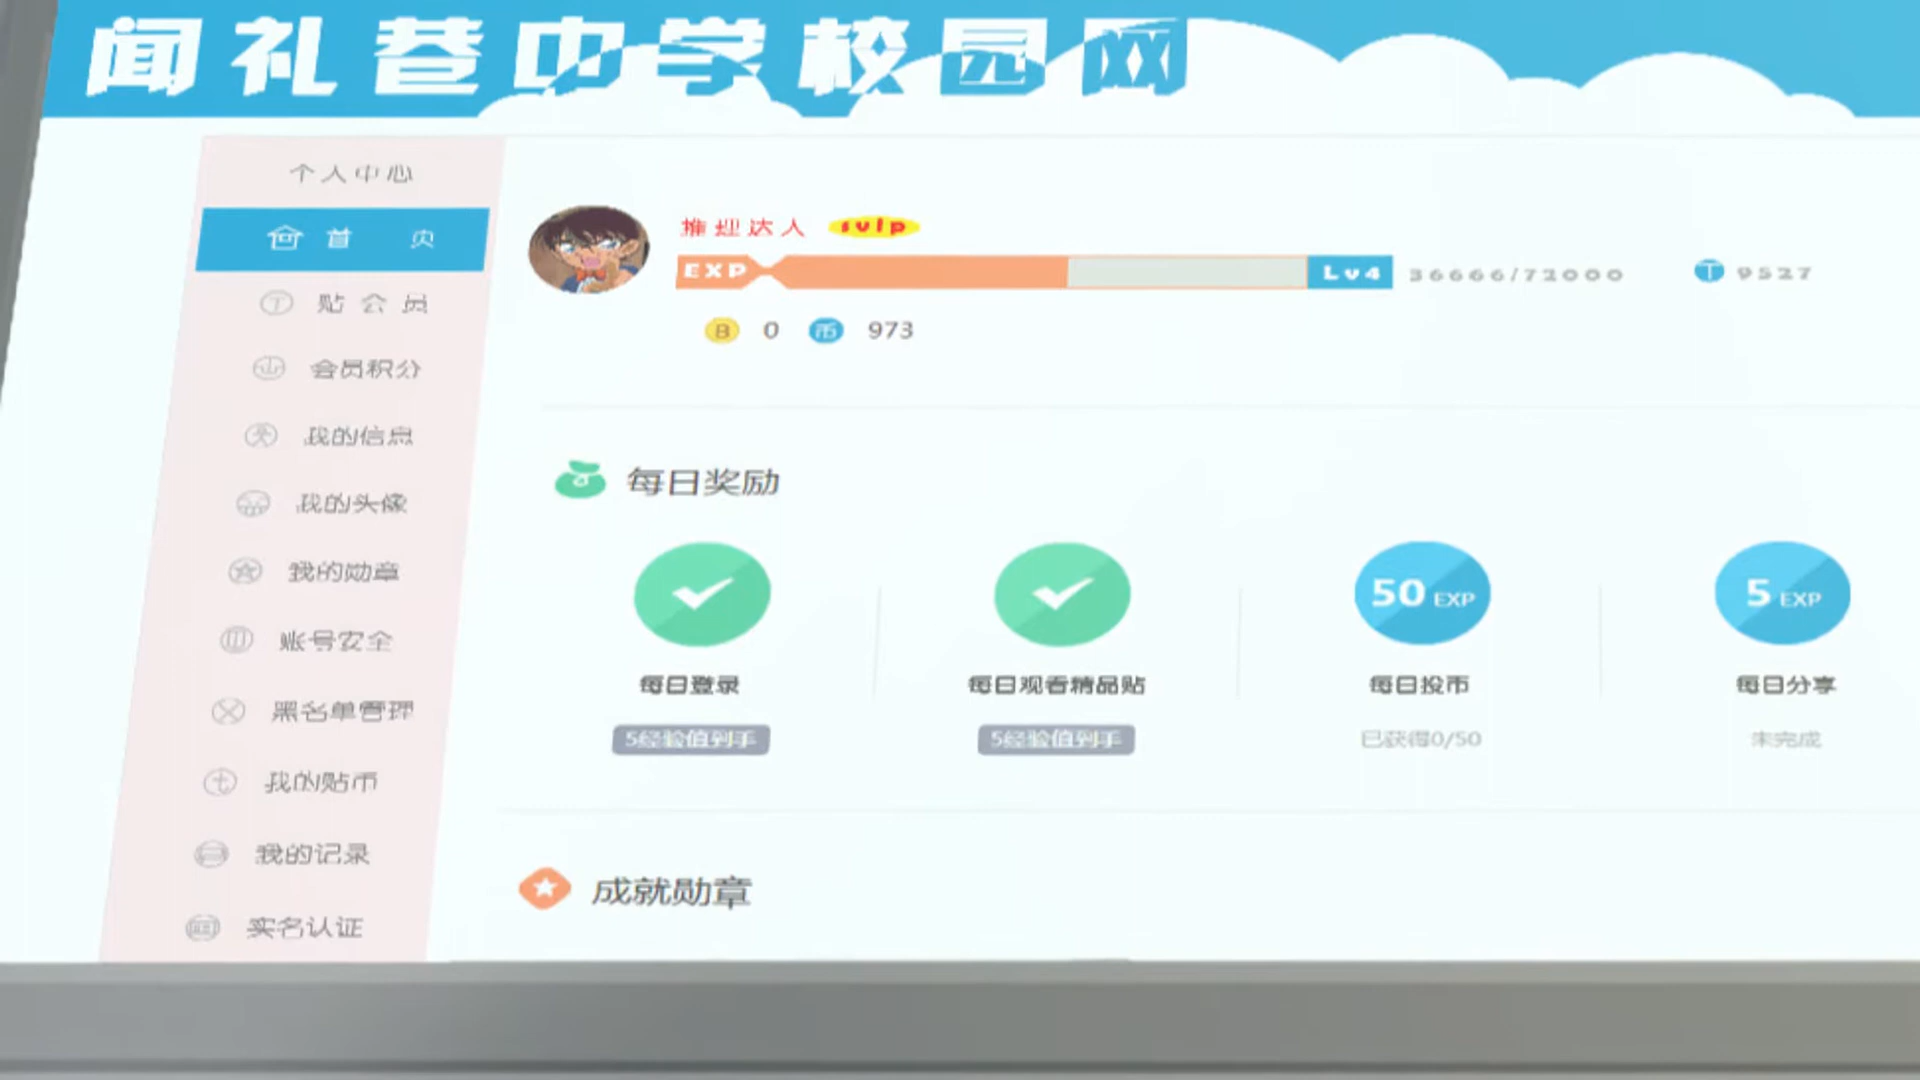 闻礼巷中学校园网
个人中心
首 页
贴会员
会员积分
我的信息
我的头像
我的勋章
账号安全
黑名单管理
我的贴币
我的记录
实名认证
推理达人 svip
EXP Lv4 36666/72000 T 9527
B 0 币 973
每日奖励
50 EXP 5 EXP
每日登录 每日观看精品贴 每日投币 每日分享
5经验值到手 5经验值到手 已获得0/50 未完成
成就勋章